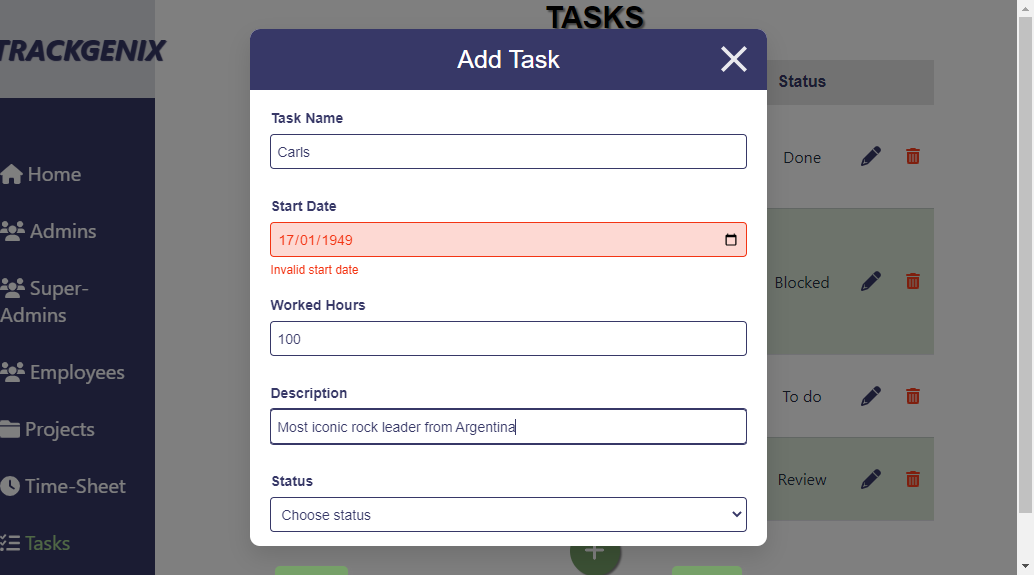 TASKS
TRACKGENIX
Add Task
Status
Task Name
Carls
Home
Done
Start Date
Admins
17/01/1949
Invalid start date
Super-
Admins
Blocked
Worked Hours
100
Employees
Description
To do
Projects
Most iconic rock leader from Argentina
Time-Sheet
Status
Review
Choose status
Tasks